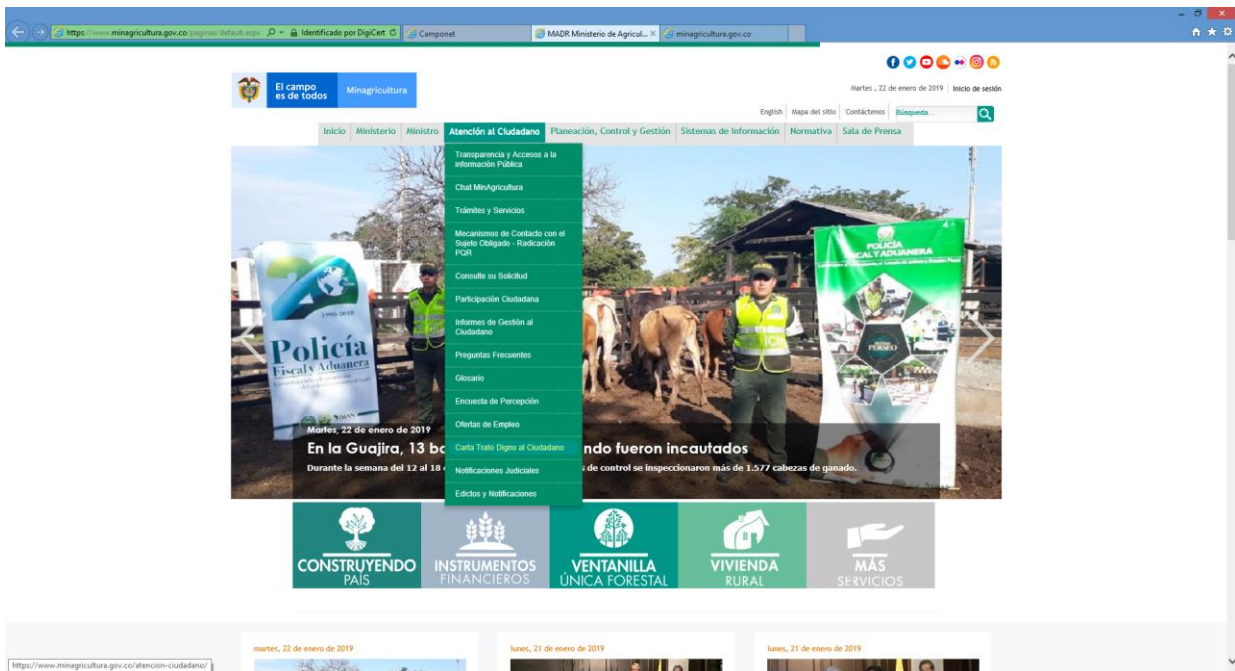 https://www.minagricultura.gov.co/paginas/default.aspx
Identificado por DigiCert
Camponet
MADR Ministerio de Agricul...
minagricultura.gov.co
El campo
es de todos
Minagricultura
Martes , 22 de enero de 2019
Inicio de sesión
English
Mapa del sitio
Contáctenos
Búsqueda...
Inicio
Ministerio
Ministro
Atención al Ciudadano
Planeación, Control y Gestión
Sistemas de Información
Normativa
Sala de Prensa
Transparencia y Accesos a la
información Pública
Chat MinAgricultura
Trámites y Servicios
Mecanismos de Contacto con el
Sujeto Obligado - Radicación
PQR
Consulte su Solicitud
Participación Ciudadana
Informes de Gestión al
Ciudadano
Preguntas Frecuentes
Glosario
Encuesta de Percepción
Ofertas de Empleo
Carta Trato Digno al Ciudadano
Notificaciones Judiciales
Edictos y Notificaciones
20
1996-2018
Policía
Fiscal y Aduanera
POLICÍA
FISCAL Y ADUANERA
PERSEO
Martes, 22 de enero de 2019
En la Guajira, 13 bo
ndo fueron incautados
Durante la semana del 12 al 18
s de control se inspeccionaron más de 1.577 cabezas de ganado.
CONSTRUYENDO
PAÍS
INSTRUMENTOS
FINANCIEROS
VENTANILLA
ÚNICA FORESTAL
VIVIENDA
RURAL
MÁS
SERVICIOS
martes, 22 de enero de 2019
lunes, 21 de enero de 2019
lunes, 21 de enero de 2019
https://www.minagricultura.gov.co/atencion-ciudadano/